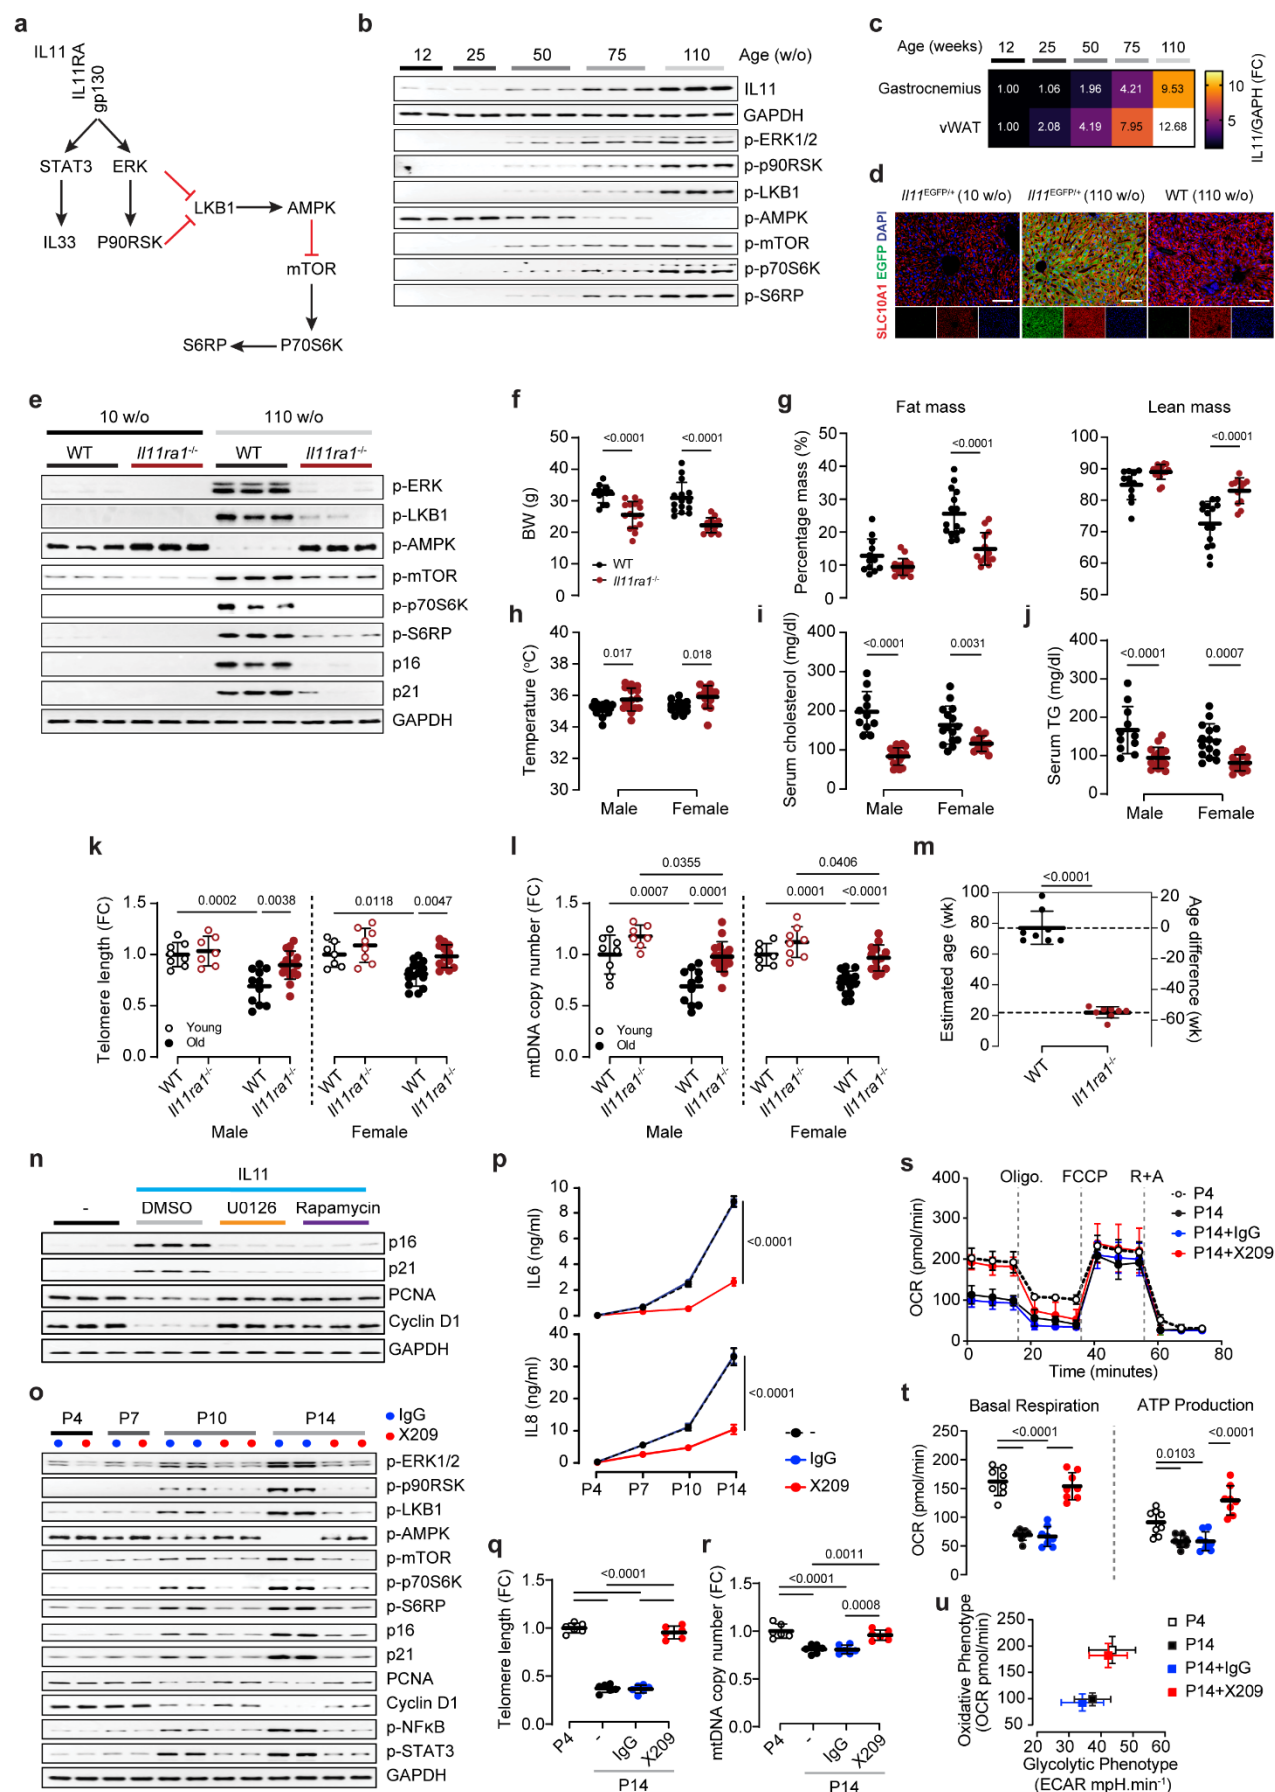 a
IL11
IL11RA
gp130
STAT3
ERK
IL33
P90RSK
LKB1
AMPK
mTOR
S6RP
P70S6K
b
12 25 50 75 110 Age (w/o)
IL11
GAPDH
p-ERK1/2
p-p90RSK
p-LKB1
p-AMPK
p-mTOR
p-p70S6K
p-S6RP
c
Age (weeks) 12 25 50 75 110
Gastrocnemius 1.00 1.06 1.96 4.21 9.53
vWAT 1.00 2.08 4.19 7.95 12.68
10
5
IL11/GAPH (FC)
d
Il11EGFP/+ (10 w/o) Il11EGFP/+ (110 w/o) WT (110 w/o)
SLC10A1 EGFP DAPI
e
10 w/o 110 w/o
WT Il11ra1-/- WT Il11ra1-/-
p-ERK
p-LKB1
p-AMPK
p-mTOR
p-p70S6K
p-S6RP
p16
p21
GAPDH
f
<0.0001 <0.0001
BW (g)
50
40
30
20
10
0
WT
Il11ra1-/-
g
Fat mass Lean mass
<0.0001
Percentage mass (%)
50
40
30
20
10
0
<0.0001
100
90
80
70
60
50
h
Temperature (°C)
40
38
36
34
32
30
0.017 0.018
Male Female
i
Serum cholesterol (mg/dl)
400
300
200
100
0
<0.0001 0.0031
Male Female
j
Serum TG (mg/dl)
400
300
200
100
0
<0.0001 0.0007
Male Female
k
Telomere length (FC)
1.5
1.0
0.5
0.0
0.0002 0.0038 0.0118 0.0047
Young
Old
WT Il11ra1-/- WT Il11ra1-/- WT Il11ra1-/- WT Il11ra1-/-
Male Female
l
mtDNA copy number (FC)
0.0355 0.0406
0.0007 0.0001 0.0001 <0.0001
1.5
1.0
0.5
0.0
Young
Old
WT Il11ra1-/- WT Il11ra1-/- WT Il11ra1-/- WT Il11ra1-/-
Male Female
m
<0.0001
Estimated age (wk)
100
80
60
40
20
0
20
0
−20
−40
−60
Age difference (wk)
WT Il11ra1-/-
n
IL11
- DMSO U0126 Rapamycin
p16
p21
PCNA
Cyclin D1
GAPDH
o
P4 P7 P10 P14
IgG
X209
p-ERK1/2
p-p90RSK
p-LKB1
p-AMPK
p-mTOR
p-p70S6K
p-S6RP
p16
p21
PCNA
Cyclin D1
p-NFκB
p-STAT3
GAPDH
p
IL6 (ng/ml)
10
8
6
4
2
0
<0.0001
IL8 (ng/ml)
40
30
20
10
0
<0.0001
P4 P7 P10 P14
-
IgG
X209
q
Telomere length (FC)
1.5
1.0
0.5
0
<0.0001
P4 - IgG X209
P14
r
mtDNA copy number (FC)
1.5
1.0
0.5
0
0.0011
<0.0001
0.0008
P4 - IgG X209
P14
s
OCR (pmol/min)
400
300
200
100
0
Oligo. FCCP R+A
0 20 40 60 80
Time (minutes)
P4
P14
P14+IgG
P14+X209
t
Basal Respiration ATP Production
OCR (pmol/min)
200
150
100
50
0
<0.0001
0.0103 <0.0001
u
Oxidative Phenotype
(OCR pmol/min)
250
200
150
100
50
20 30 40 50 60
Glycolytic Phenotype
(ECAR mpH.min-1)
P4
P14
P14+IgG
P14+X209